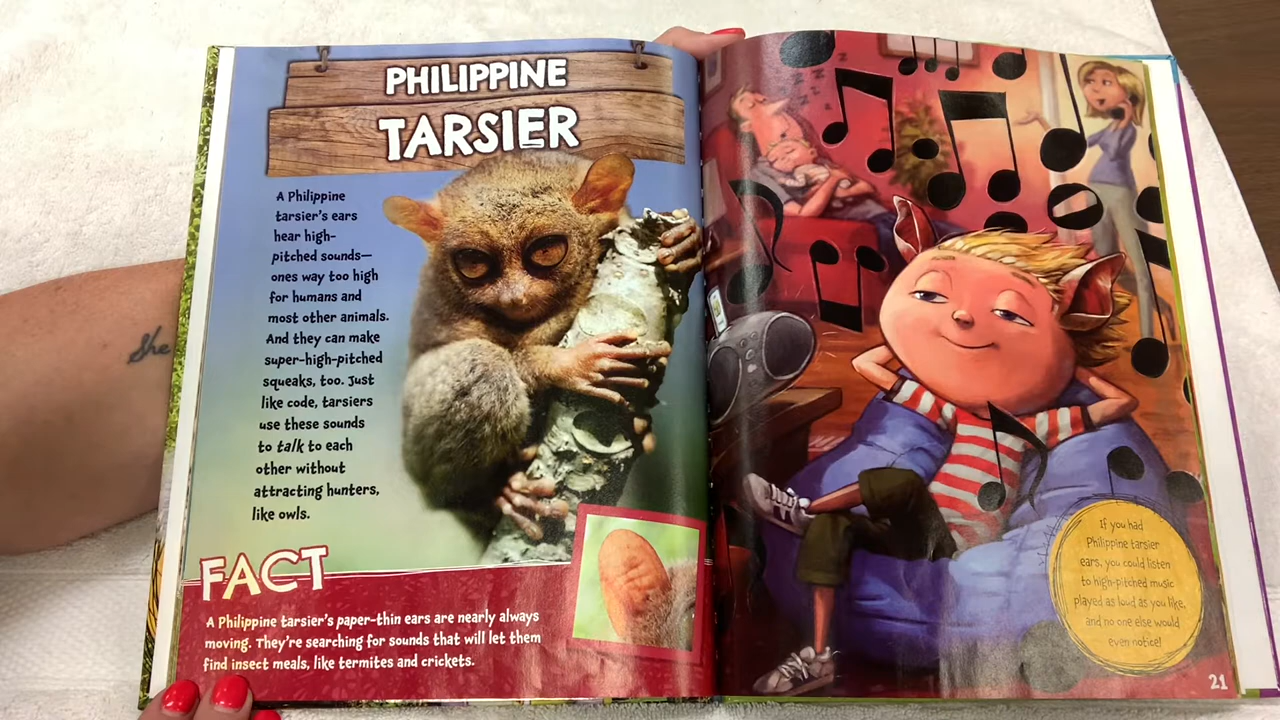 PHILIPPINE
TARSIER
A Philippine
tarsier's ears
hear high-
pitched sounds—
ones way too high
for humans and
most other animals.
And they can make
super-high-pitched
squeaks, too. Just
like code, tarsiers
use these sounds
to talk to each
other without
attracting hunters,
like owls.
FACT
A Philippine tarsier's paper-thin ears are nearly always
moving. They're searching for sounds that will let them
find insect meals, like termites and crickets.
She
zzzzzz
If you had
Philippine tarsier
ears, you could listen
to high-pitched music
played as loud as you like,
and no one else would
even notice!
21